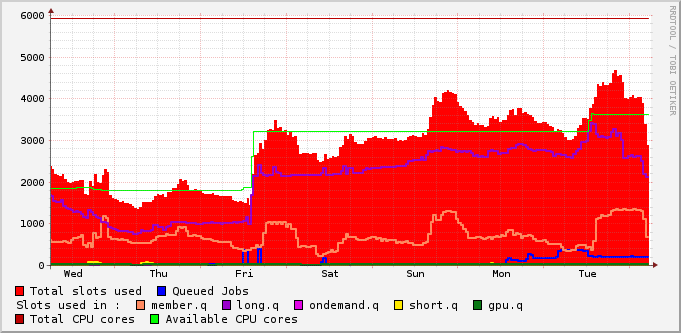 6000
5000
4000
3000
2000
1000
0
Wed Thu Fri Sat Sun Mon Tue
RRDTOOL / TOBI OETIKER
Total slots used Queued Jobs
Slots used in : member.q long.q ondemand.q short.q gpu.q
Total CPU cores Available CPU cores